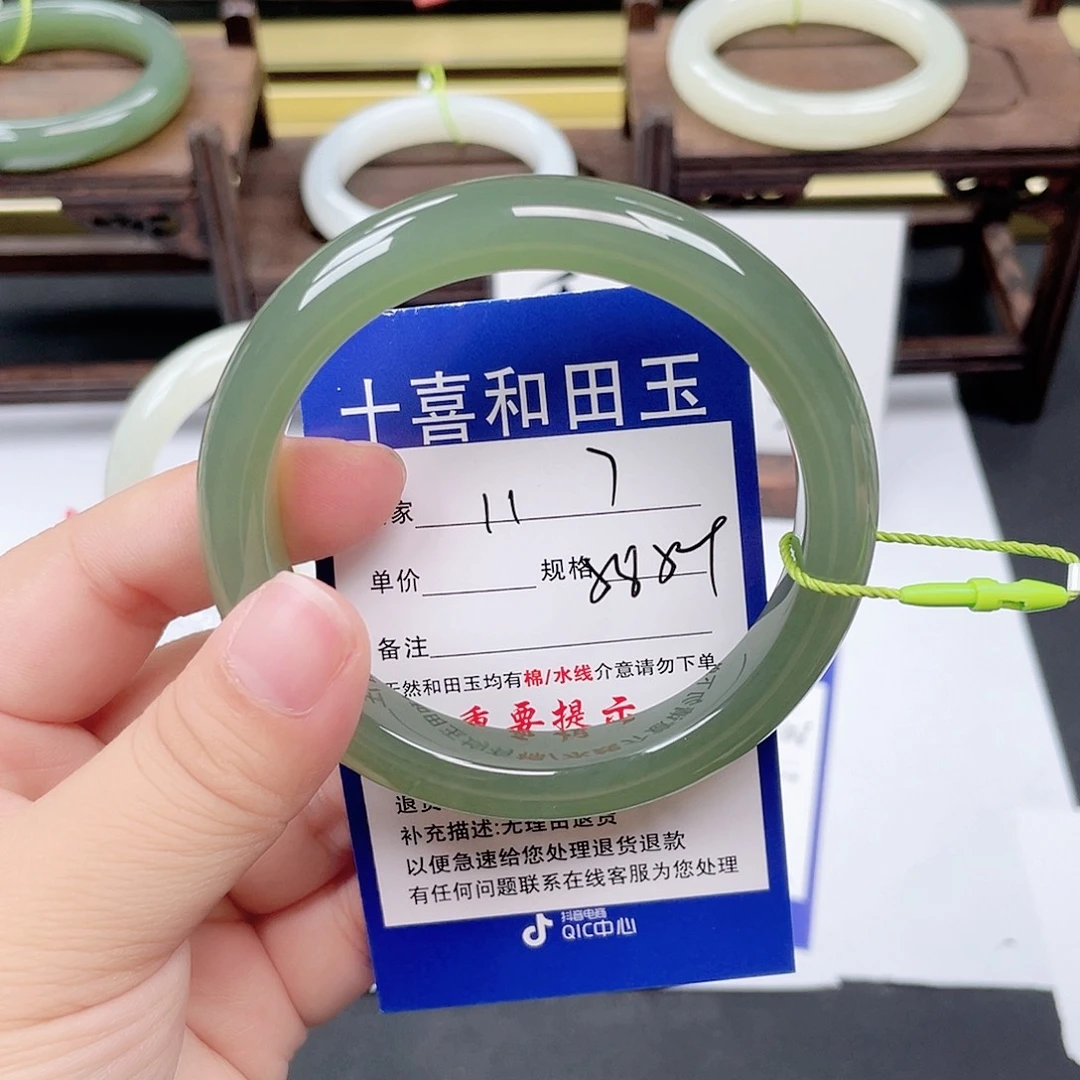 十喜和田玉
家 11 7
单价 规格 8889
备注
天然和田玉均有棉/水线介意请勿下单
重要提示
退货
补充描述:无理由退货
以便急速给您处理退货退款
有任何问题联系在线客服为您处理
抖音电商
QIC中心